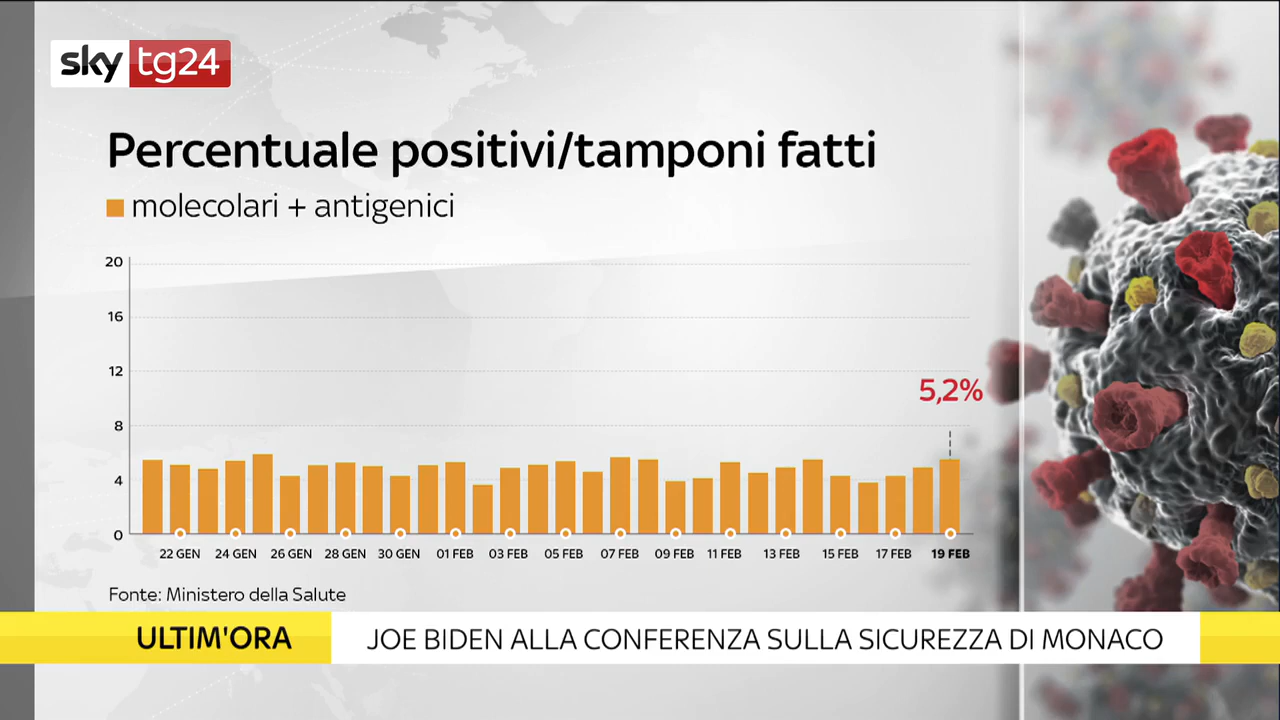 sky tg24
Percentuale positivi/tamponi fatti
molecolari + antigenici
20
16
12
8
4
0
5,2%
22 GEN 24 GEN 26 GEN 28 GEN 30 GEN 01 FEB 03 FEB 05 FEB 07 FEB 09 FEB 11 FEB 13 FEB 15 FEB 17 FEB 19 FEB
Fonte: Ministero della Salute
ULTIM'ORA JOE BIDEN ALLA CONFERENZA SULLA SICUREZZA DI MONACO